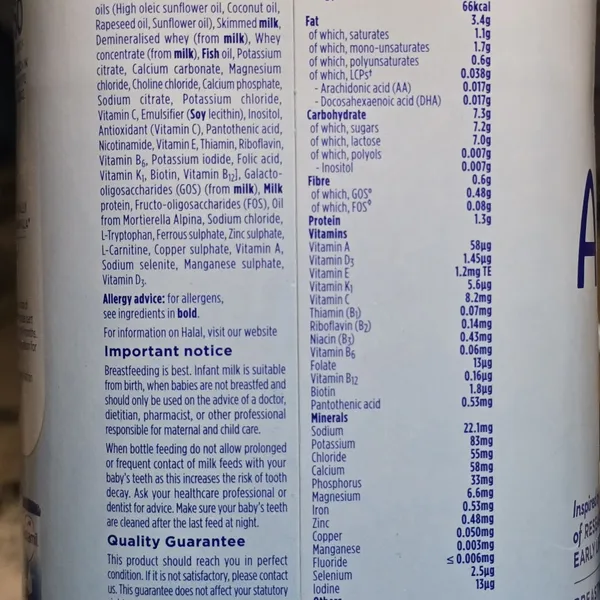 oils (High oleic sunflower oil, Coconut oil,
Rapeseed oil, Sunflower oil), Skimmed milk,
Demineralised whey (from milk), Whey
concentrate (from milk), Fish oil, Potassium
citrate, Calcium carbonate, Magnesium
chloride, Choline chloride, Calcium phosphate,
Sodium citrate, Potassium chloride,
Vitamin C, Emulsifier (Soy lecithin), Inositol,
Antioxidant (Vitamin C), Pantothenic acid,
Nicotinamide, Vitamin E, Thiamin, Riboflavin,
Vitamin B6, Potassium iodide, Folic acid,
Vitamin K1, Biotin, Vitamin B12], Galacto-
oligosaccharides (GOS) (from milk), Milk
protein, Fructo-oligosaccharides (FOS), Oil
from Mortierella Alpina, Sodium chloride,
L-Tryptophan, Ferrous sulphate, Zinc sulphate,
L-Carnitine, Copper sulphate, Vitamin A,
Sodium selenite, Manganese sulphate,
Vitamin D3.
Allergy advice: for allergens,
see ingredients in bold.
For information on Halal, visit our website
Important notice
Breastfeeding is best. Infant milk is suitable
from birth, when babies are not breastfed and
should only be used on the advice of a doctor,
dietitian, pharmacist, or other professional
responsible for maternal and child care.
When bottle feeding do not allow prolonged
or frequent contact of milk feeds with your
baby's teeth as this increases the risk of tooth
decay. Ask your healthcare professional or
dentist for advice. Make sure your baby's teeth
are cleaned after the last feed at night.
Quality Guarantee
This product should reach you in perfect
condition. If it is not satisfactory, please contact
us. This guarantee does not affect your statutory
66kcal
Fat 3.4g
of which, saturates 1.1g
of which, mono-unsaturates 1.7g
of which, polyunsaturates 0.6g
of which, LCPs† 0.038g
- Arachidonic acid (AA) 0.017g
- Docosahexaenoic acid (DHA) 0.017g
Carbohydrate 7.3g
of which, sugars 7.2g
of which, lactose 7.0g
of which, polyols 0.007g
- Inositol 0.007g
Fibre 0.6g
of which, GOS° 0.48g
of which, FOS° 0.08g
Protein 1.3g
Vitamins
Vitamin A 58µg
Vitamin D3 1.45µg
Vitamin E 1.2mg TE
Vitamin K1 5.6µg
Vitamin C 8.2mg
Thiamin (B1) 0.07mg
Riboflavin (B2) 0.14mg
Niacin (B3) 0.43mg
Vitamin B6 0.06mg
Folate 13µg
Vitamin B12 0.16µg
Biotin 1.8µg
Pantothenic acid 0.53mg
Minerals
Sodium 22.1mg
Potassium 83mg
Chloride 55mg
Calcium 58mg
Phosphorus 33mg
Magnesium 6.6mg
Iron 0.53mg
Zinc 0.48mg
Copper 0.050mg
Manganese 0.003mg
Fluoride ≤ 0.006mg
Selenium 2.5µg
Iodine 13µg
A
of
EARLY